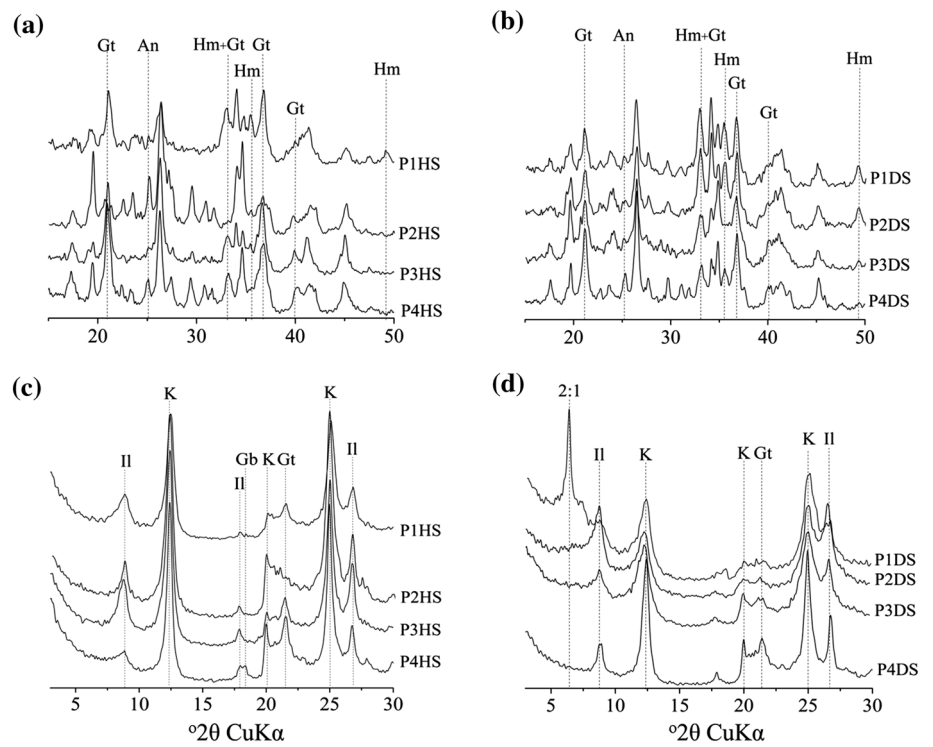 (a)
Gt An Hm+Gt Gt
Hm
Hm
Gt
P1HS
P2HS
P3HS
P4HS
20 30 40 50
(b)
Gt An Hm+Gt
Hm Hm
Gt
Gt
P1DS
P2DS
P3DS
P4DS
20 30 40 50
(c)
K K
Il Gb K Gt Il
Il
P1HS
P2HS
P3HS
P4HS
5 10 15 20 25 30
°2θ CuKα
(d)
2:1
Il K K Gt K Il
P1DS
P2DS
P3DS
P4DS
5 10 15 20 25 30
°2θ CuKα